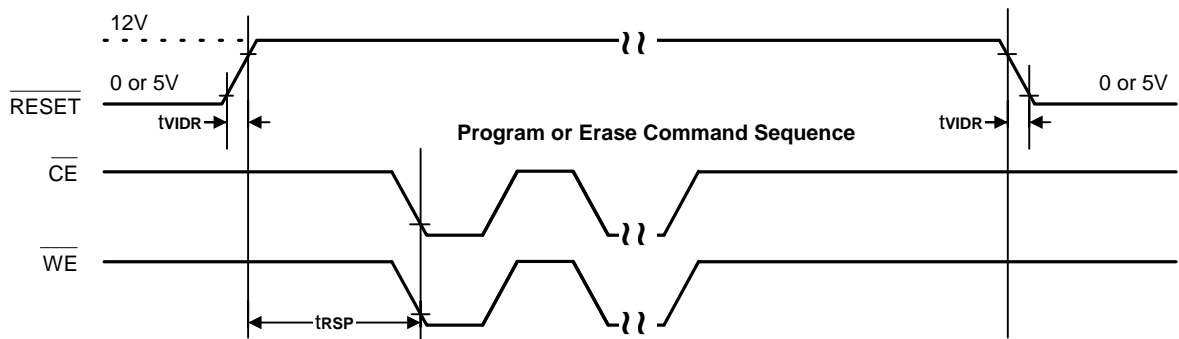 12V
0 or 5V
0 or 5V
RESET
tVIDR
Program or Erase Command Sequence
tVIDR
CE
WE
tRSP